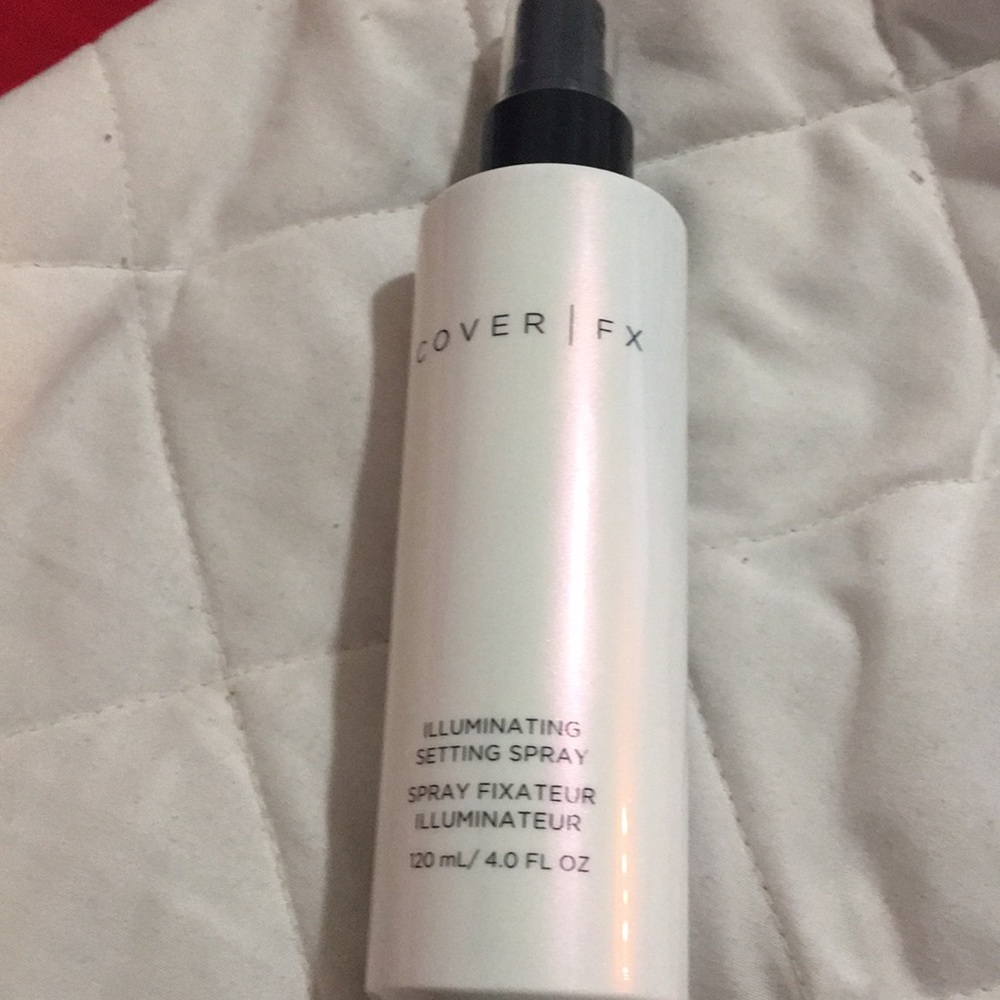 COVER | FX
ILLUMINATING
SETTING SPRAY
SPRAY FIXATEUR
ILLUMINATEUR
120 mL/ 4.0 FL OZ